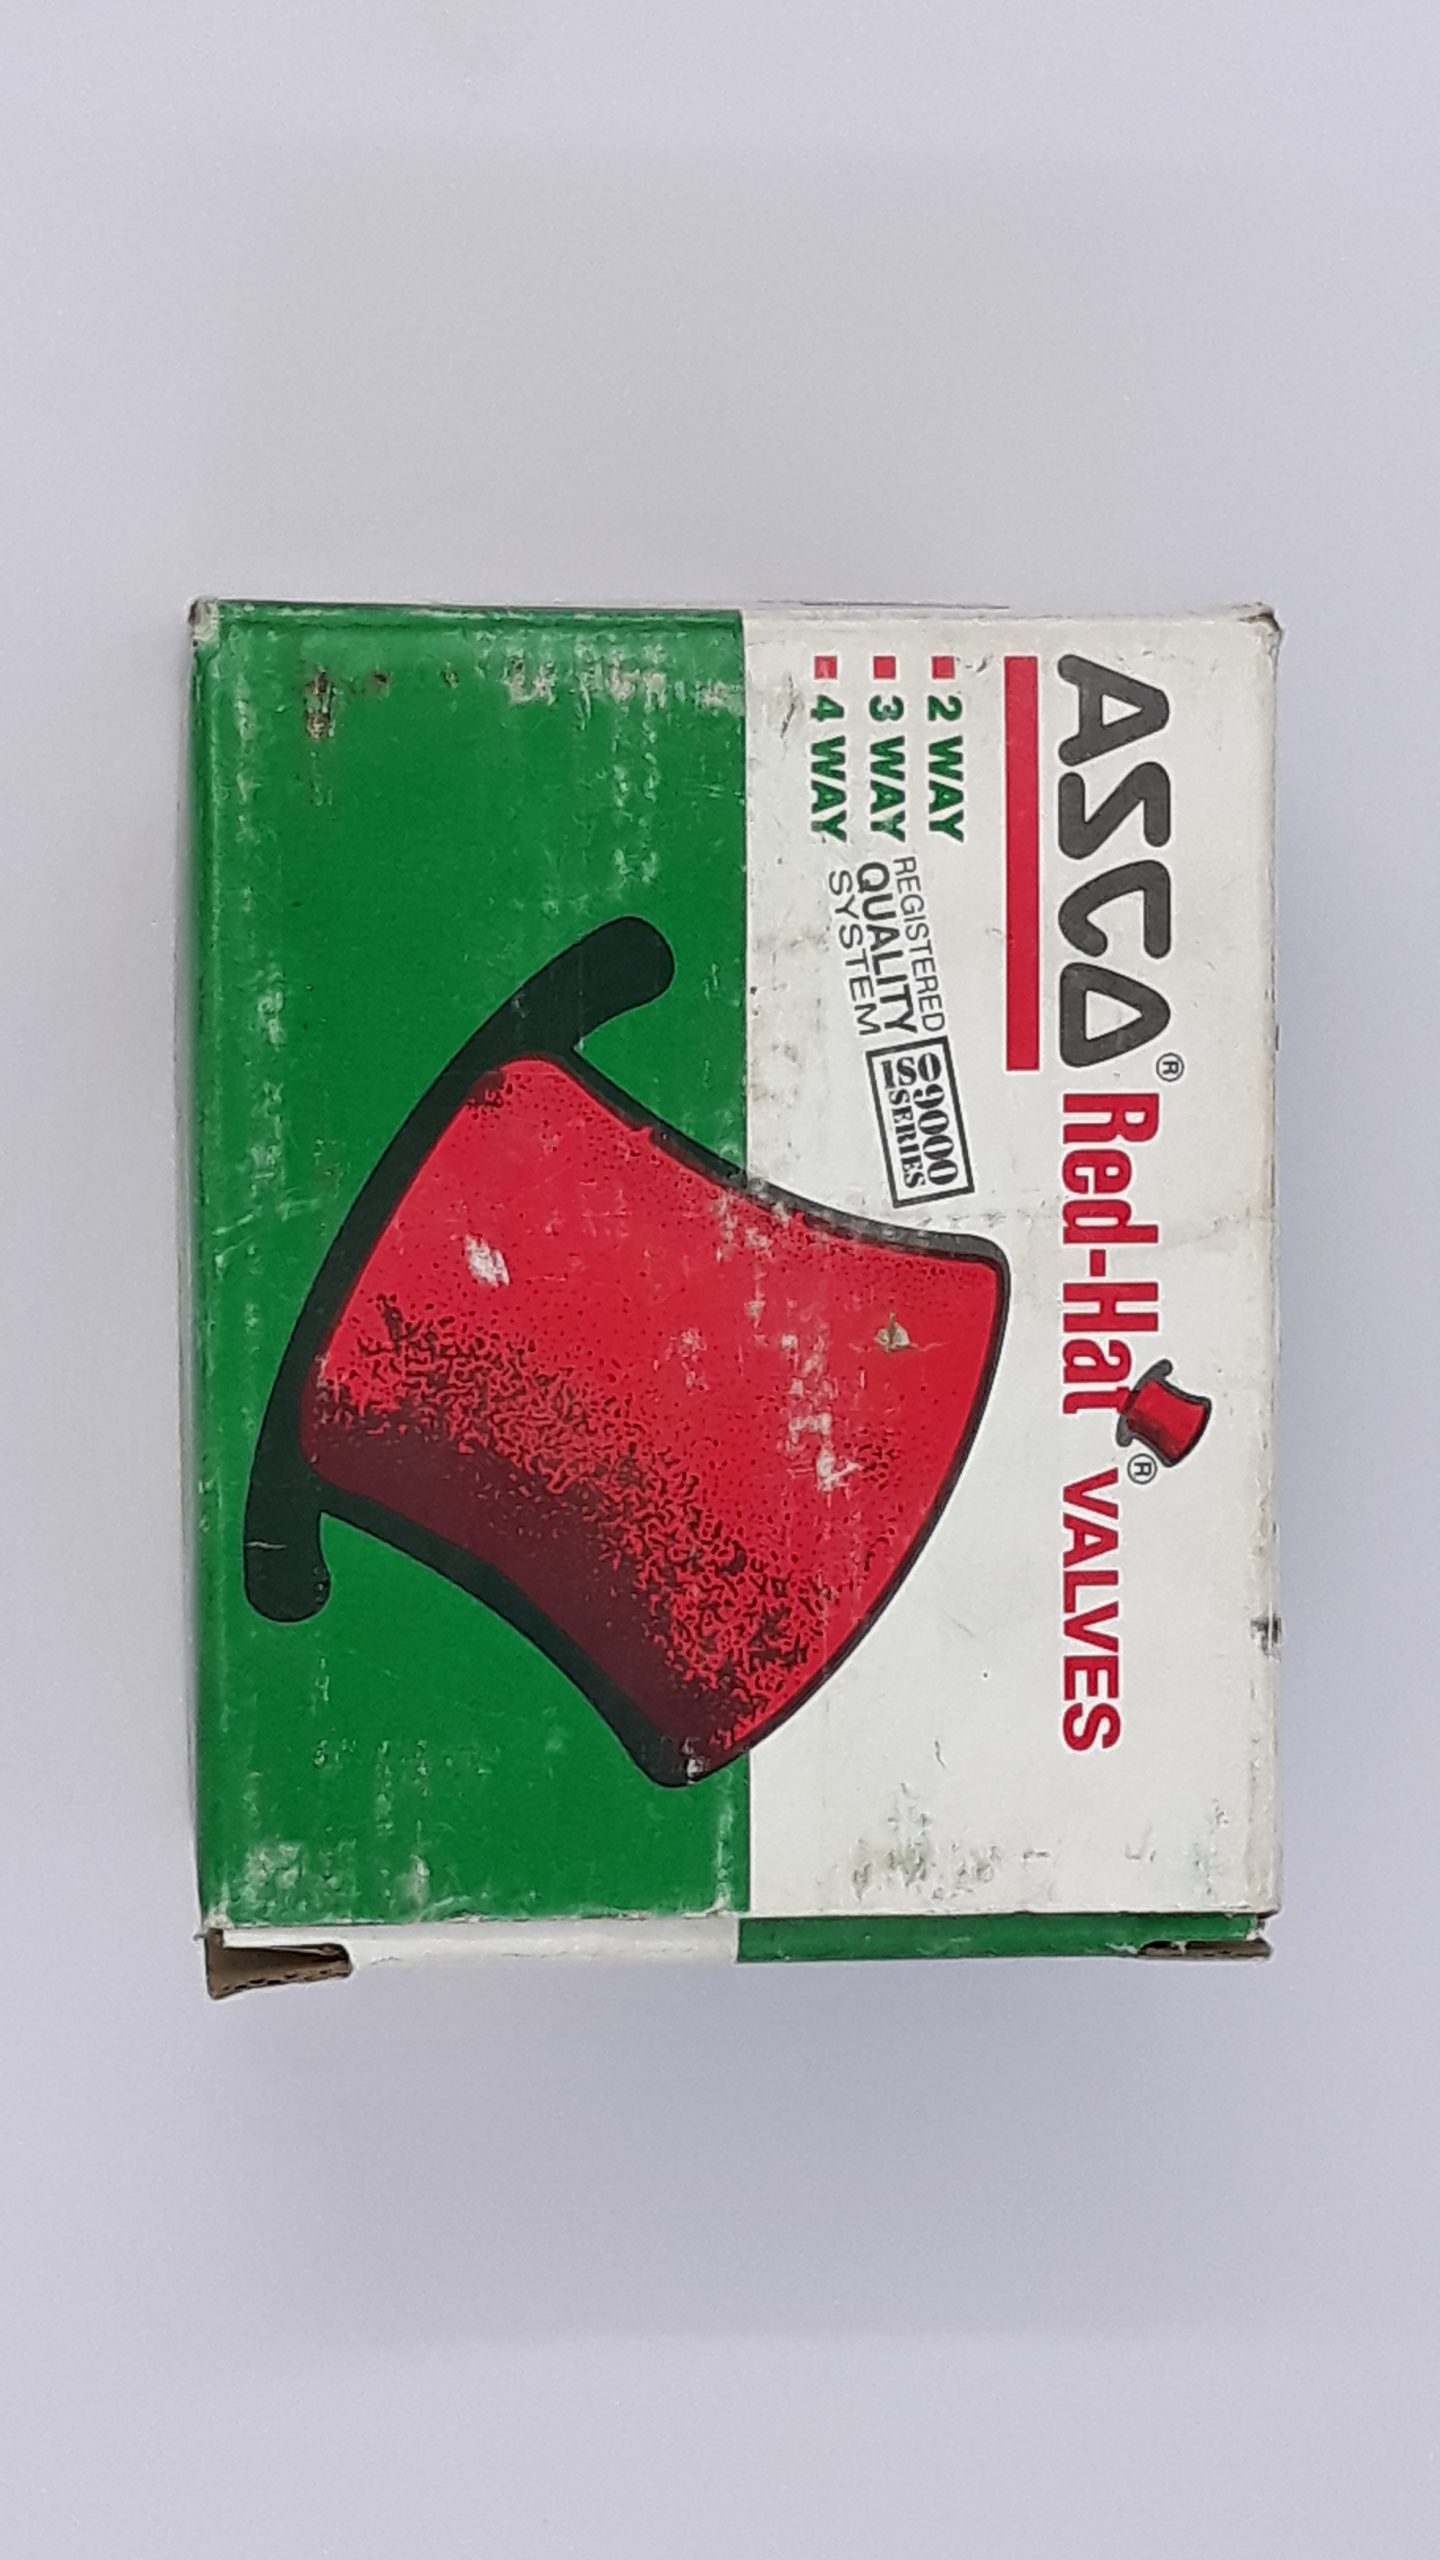 ASCO® Red-Hat® VALVES
2 WAY
3 WAY
4 WAY
REGISTERED
QUALITY
SYSTEM
ISO 9000
SERIES